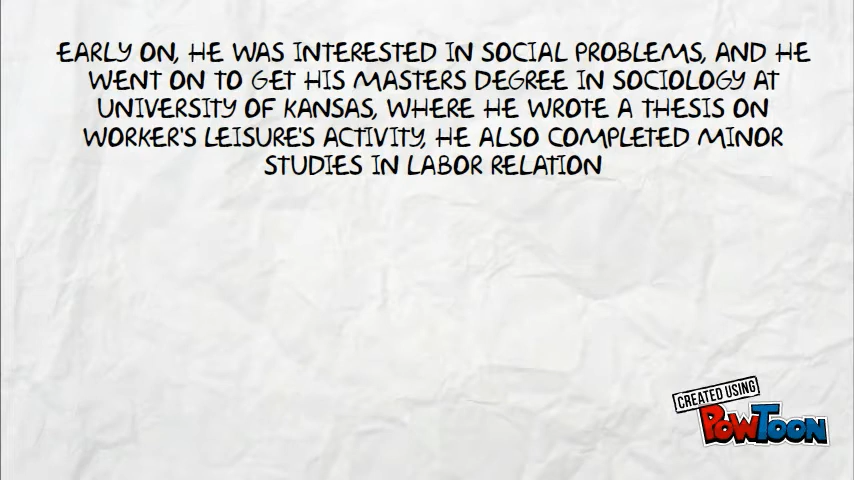 EARLY ON, HE WAS INTERESTED IN SOCIAL PROBLEMS, AND HE
WENT ON TO GET HIS MASTERS DEGREE IN SOCIOLOGY AT
UNIVERSITY OF KANSAS, WHERE HE WROTE A THESIS ON
WORKER'S LEISURE'S ACTIVITY, HE ALSO COMPLETED MINOR
STUDIES IN LABOR RELATION
CREATED USING
POWTOON